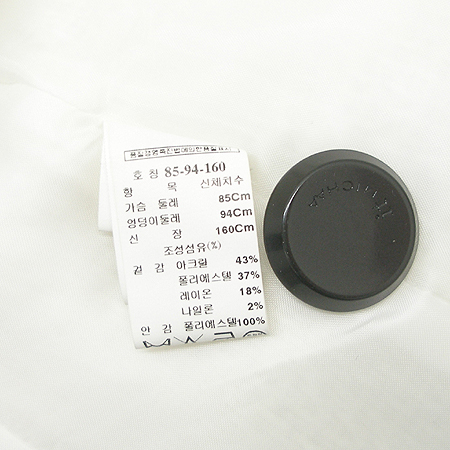 호 칭 85-94-160
항 목 신체치수
가슴 둘레 85Cm
엉덩이둘레 94Cm
신 장 160Cm
조성섬유(%)
겉 감 아크릴 43%
폴리에스텔 37%
레이온 18%
나일론 2%
안 감 폴리에스텔100%